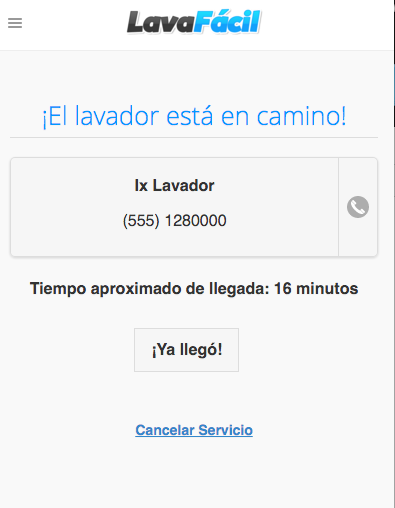 LavaFácil
¡El lavador está en camino!
Ix Lavador
(555) 1280000
Tiempo aproximado de llegada: 16 minutos
¡Ya llegó!
Cancelar Servicio